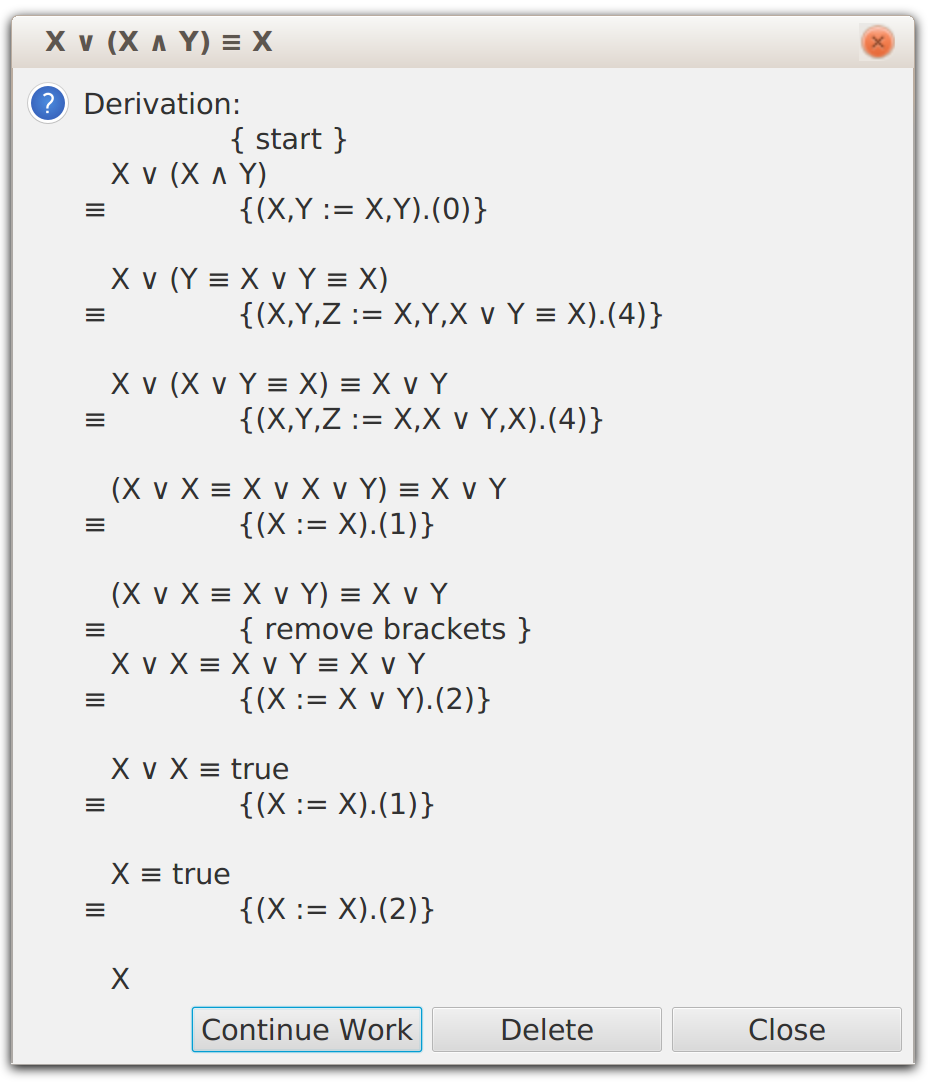 X ∨ (X ∧ Y) ≡ X
Derivation:
{ start }
X ∨ (X ∧ Y)
≡ {(X,Y := X,Y).(0)}
X ∨ (Y ≡ X ∨ Y ≡ X)
≡ {(X,Y,Z := X,Y,X ∨ Y ≡ X).(4)}
X ∨ (X ∨ Y ≡ X) ≡ X ∨ Y
≡ {(X,Y,Z := X,X ∨ Y,X).(4)}
(X ∨ X ≡ X ∨ X ∨ Y) ≡ X ∨ Y
≡ {(X := X).(1)}
(X ∨ X ≡ X ∨ Y) ≡ X ∨ Y
≡ { remove brackets }
X ∨ X ≡ X ∨ Y ≡ X ∨ Y
≡ {(X := X ∨ Y).(2)}
X ∨ X ≡ true
≡ {(X := X).(1)}
X ≡ true
≡ {(X := X).(2)}
X
Continue Work Delete Close